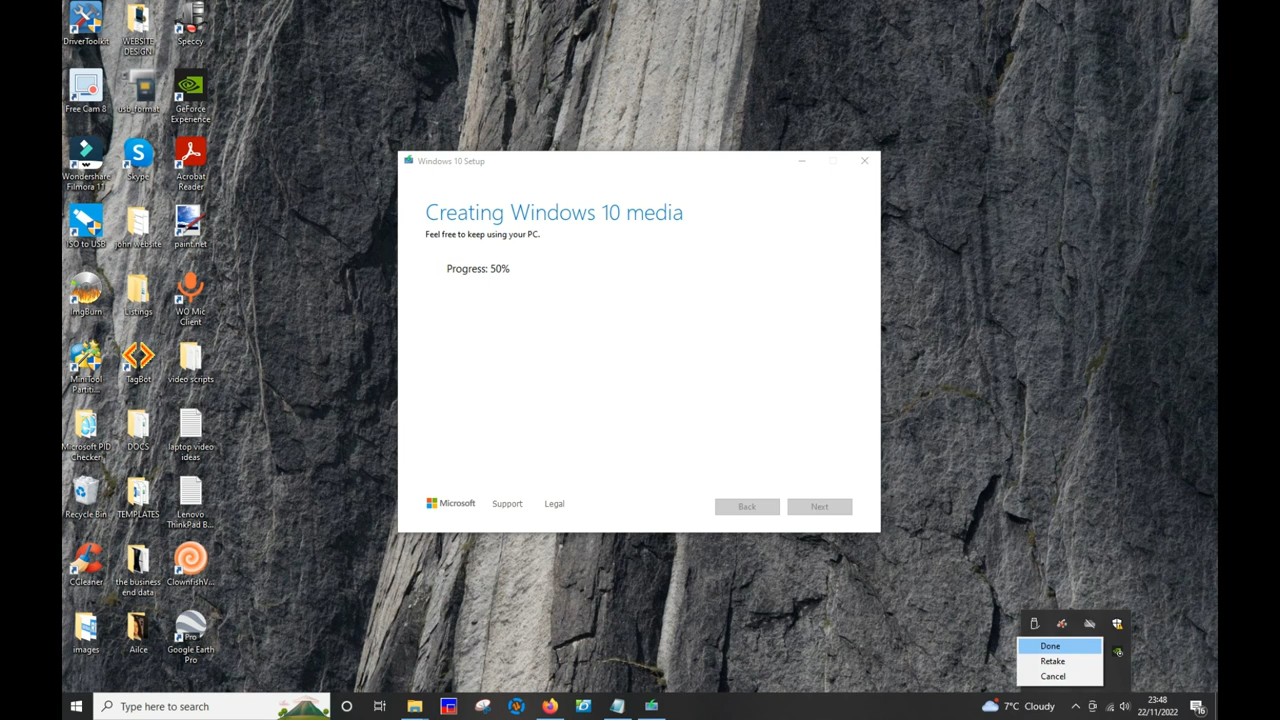 DriverToolkit
WEBSITE
DESIGN
Speccy
Free Cam 8
usb_format
GeForce
Experience
Wondershare
Filmora 11
Skype
Acrobat
Reader
ISO to USB
john website
paint.net
ImgBurn
Listings
WO Mic
Client
MiniTool
Partiti...
TagBot
video scripts
Microsoft PID
Checker
DOCS
laptop video
ideas
Recycle Bin
TEMPLATES
Lenovo
ThinkPad B...
CCleaner
the business
end data
ClownfishV...
images
Ailce
Pro
Google Earth
Pro
Windows 10 Setup
Creating Windows 10 media
Feel free to keep using your PC.
Progress: 50%
Microsoft
Support
Legal
Back
Next
Done
Retake
Cancel
Type here to search
7°C Cloudy
23:48
22/11/2022
16